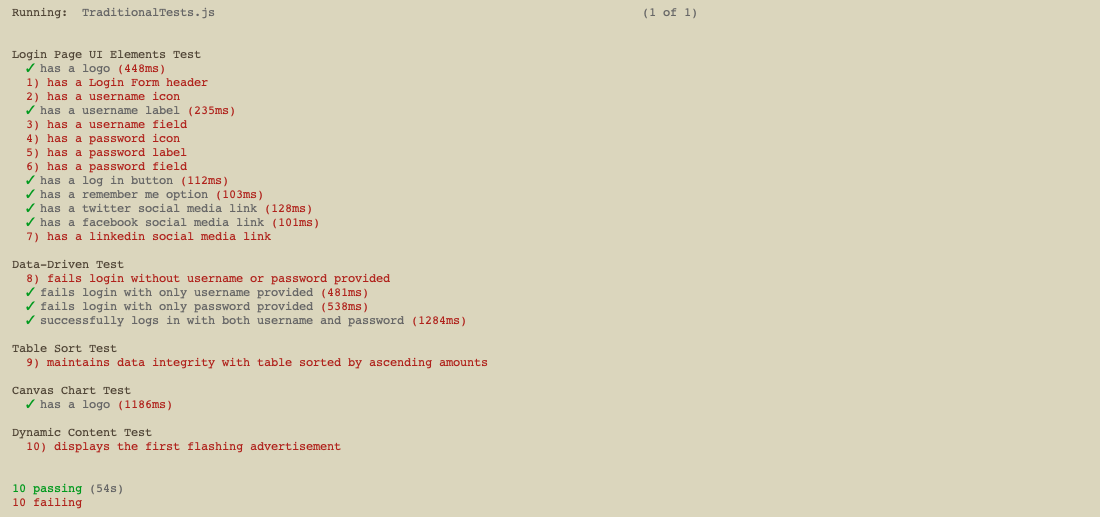 Running: TraditionalTests.js (1 of 1)
Login Page UI Elements Test
✓ has a logo (448ms)
1) has a Login Form header
2) has a username icon
✓ has a username label (235ms)
3) has a username field
4) has a password icon
5) has a password label
6) has a password field
✓ has a log in button (112ms)
✓ has a remember me option (103ms)
✓ has a twitter social media link (128ms)
✓ has a facebook social media link (101ms)
7) has a linkedin social media link
Data-Driven Test
8) fails login without username or password provided
✓ fails login with only username provided (481ms)
✓ fails login with only password provided (538ms)
✓ successfully logs in with both username and password (1284ms)
Table Sort Test
9) maintains data integrity with table sorted by ascending amounts
Canvas Chart Test
✓ has a logo (1186ms)
Dynamic Content Test
10) displays the first flashing advertisement
10 passing (54s)
10 failing